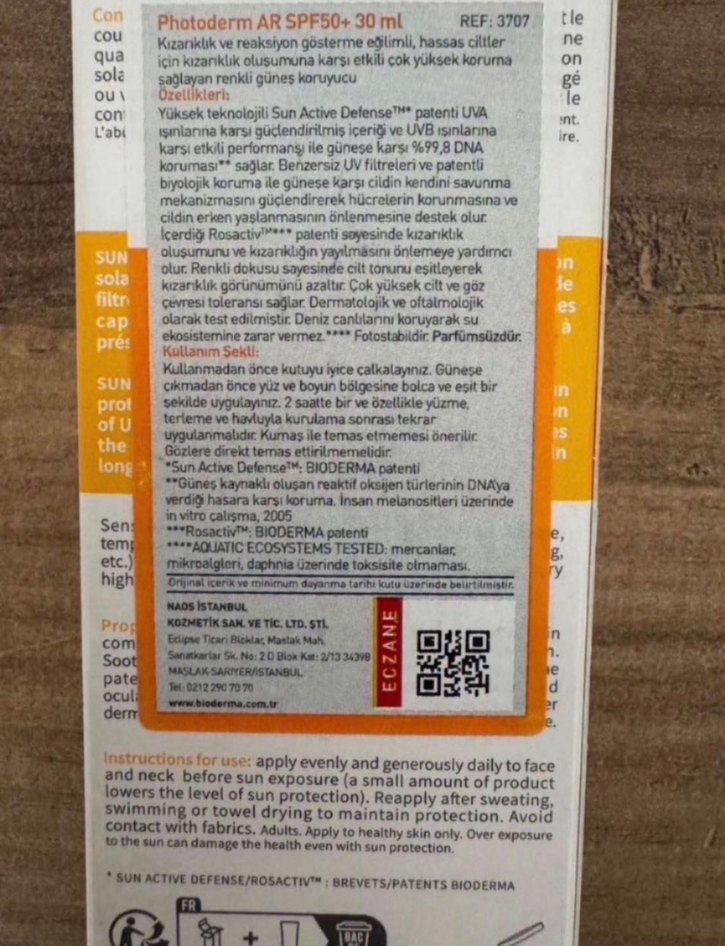 Photoderm AR SPF50+ 30 ml REF: 3707
Kızarıklık ve reaksiyon gösterme eğilimli, hassas ciltler
için kızarıklık oluşumuna karşı etkili çok yüksek koruma
sağlayan renkli güneş koruyucu
Özellikleri:
Yüksek teknolojili Sun Active Defense™* patenti UVA
ışınlarına karşı güçlendirilmiş içeriği ve UVB ışınlarına
karşı etkili performansı ile güneşe karşı %99,8 DNA
koruması** sağlar. Benzersiz UV filtreleri ve patentli
biyolojik koruma ile güneşe karşı cildin kendini savunma
mekanizmasını güçlendirerek hücrelerin korunmasına ve
cildin erken yaşlanmasının önlenmesine destek olur.
İçerdiği Rosactiv™*** patenti sayesinde kızarıklık
oluşumunu ve kızarıklığın yayılmasını önlemeye yardımcı
olur. Renkli dokusu sayesinde cilt tonunu eşitleyerek
kızarıklık görünümünü azaltır. Çok yüksek cilt ve göz
çevresi toleransı sağlar. Dermatolojik ve oftalmolojik
olarak test edilmiştir. Deniz canlılarını koruyarak su
ekosistemine zarar vermez.**** Fotostabildir. Parfümsüzdür.
Kullanım Şekli:
Kullanmadan önce kutuyu iyice çalkalayınız. Güneşe
çıkmadan önce yüz ve boyun bölgesine bolca ve eşit bir
şekilde uygulayınız. 2 saatte bir ve özellikle yüzme,
terleme ve havluyla kurulama sonrası tekrar
uygulanmalıdır. Kumaş ile temas etmemesi önerilir.
Gözlere direkt temas ettirilmemelidir.
*Sun Active Defense™: BIODERMA patenti
**Güneş kaynaklı oluşan reaktif oksijen türlerinin DNA'ya
verdiği hasara karşı koruma. İnsan melanositleri üzerinde
in vitro çalışma, 2005
***Rosactiv™: BIODERMA patenti
****AQUATIC ECOSYSTEMS TESTED: mercanlar,
mikroalgleri, daphnia üzerinde toksisite olmaması.
Orijinal içerik ve minimum dayanma tarihi kutu üzerinde belirtilmiştir.
NAOS İSTANBUL
KOZMETİK SAN. VE TİC. LTD. ŞTİ.
Eclipse Ticari Bloklar, Maslak Mah.
Sanatkarlar Sk. No: 2 D Blok Kat: 2/13 34398
MASLAK-SARIYER/İSTANBUL
Tel: 0212 290 70 70
www.bioderma.com.tr
ECZANE
Instructions for use: apply evenly and generously daily to face
and neck before sun exposure (a small amount of product
lowers the level of sun protection). Reapply after sweating,
swimming or towel drying to maintain protection. Avoid
contact with fabrics. Adults. Apply to healthy skin only. Over exposure
to the sun can damage the health even with sun protection.
* SUN ACTIVE DEFENSE/ROSACTIV™ : BREVETS/PATENTS BIODERMA
FR
+
BAC